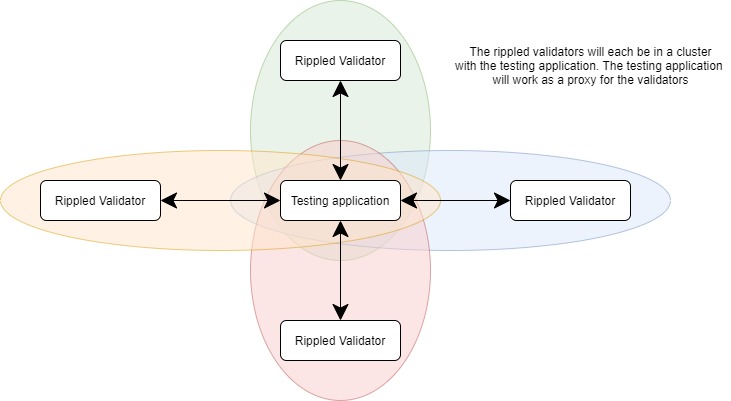 Rippled Validator
The rippled validators will each be in a cluster
with the testing application. The testing application
will work as a proxy for the validators
Rippled Validator
Testing application
Rippled Validator
Rippled Validator